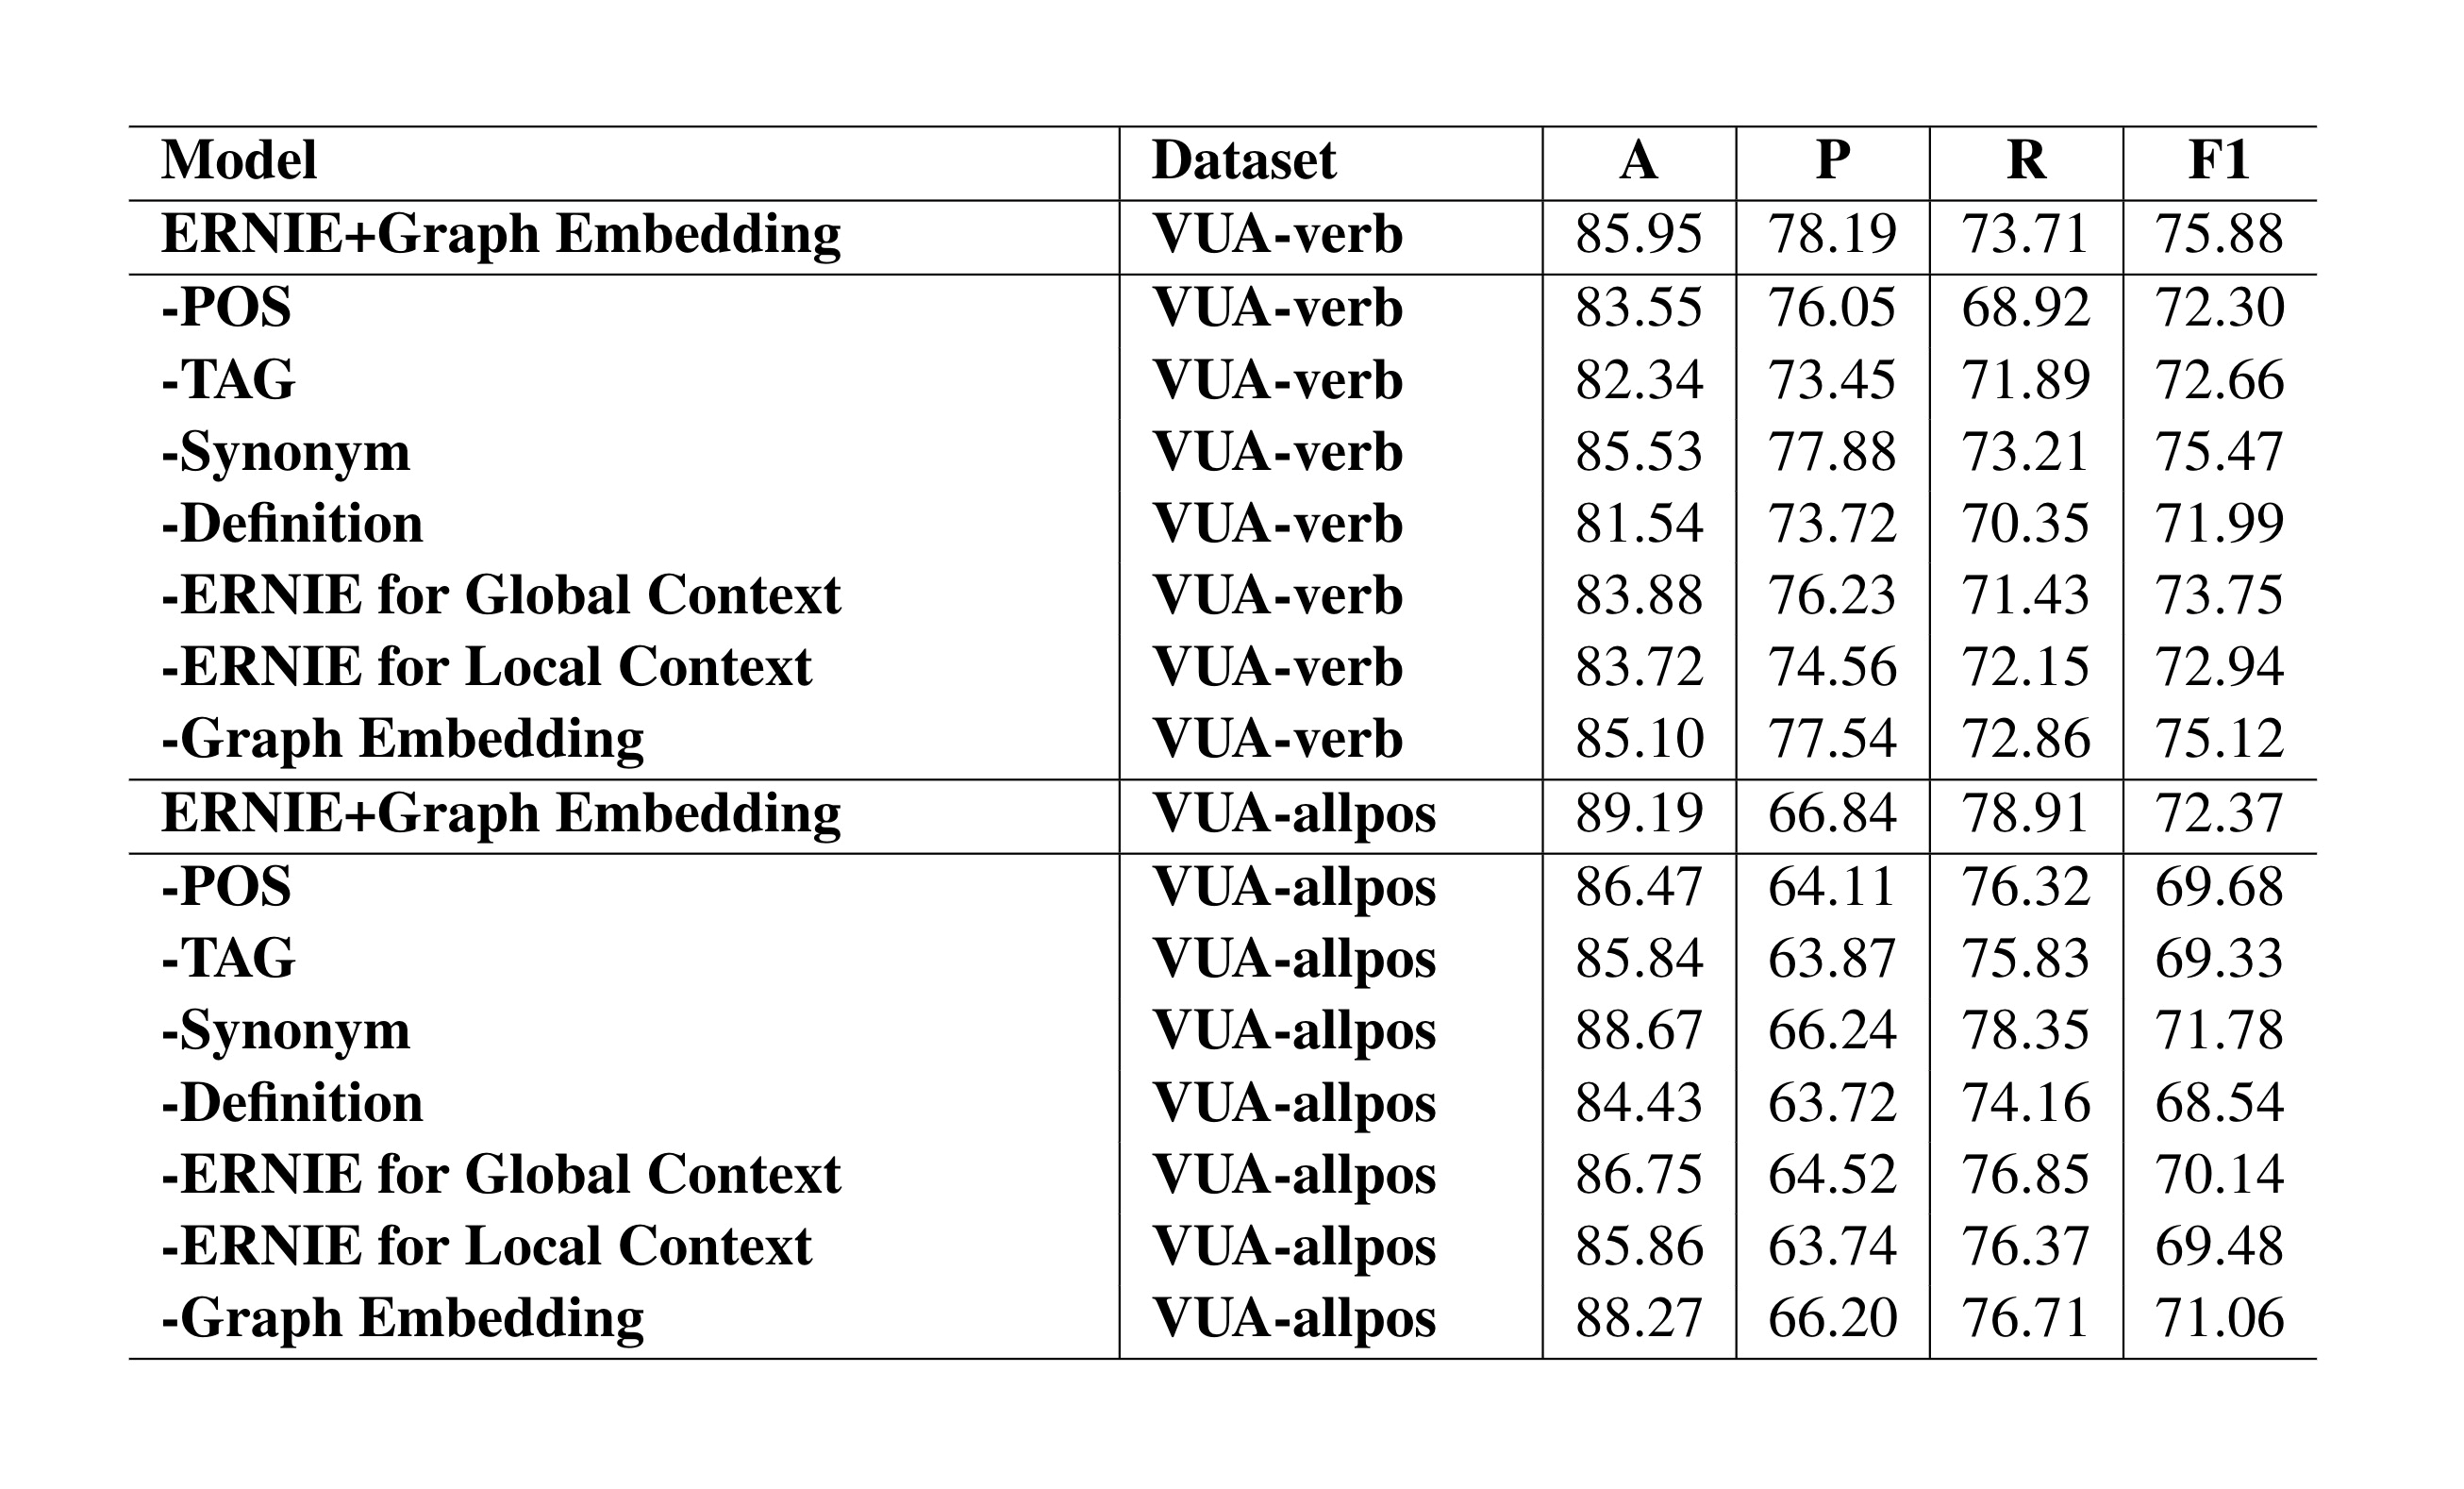 Model Dataset A P R F1
ERNIE+Graph Embedding VUA-verb 85.95 78.19 73.71 75.88
-POS VUA-verb 83.55 76.05 68.92 72.30
-TAG VUA-verb 82.34 73.45 71.89 72.66
-Synonym VUA-verb 85.53 77.88 73.21 75.47
-Definition VUA-verb 81.54 73.72 70.35 71.99
-ERNIE for Global Context VUA-verb 83.88 76.23 71.43 73.75
-ERNIE for Local Context VUA-verb 83.72 74.56 72.15 72.94
-Graph Embedding VUA-verb 85.10 77.54 72.86 75.12
ERNIE+Graph Embedding VUA-allpos 89.19 66.84 78.91 72.37
-POS VUA-allpos 86.47 64.11 76.32 69.68
-TAG VUA-allpos 85.84 63.87 75.83 69.33
-Synonym VUA-allpos 88.67 66.24 78.35 71.78
-Definition VUA-allpos 84.43 63.72 74.16 68.54
-ERNIE for Global Context VUA-allpos 86.75 64.52 76.85 70.14
-ERNIE for Local Context VUA-allpos 85.86 63.74 76.37 69.48
-Graph Embedding VUA-allpos 88.27 66.20 76.71 71.06